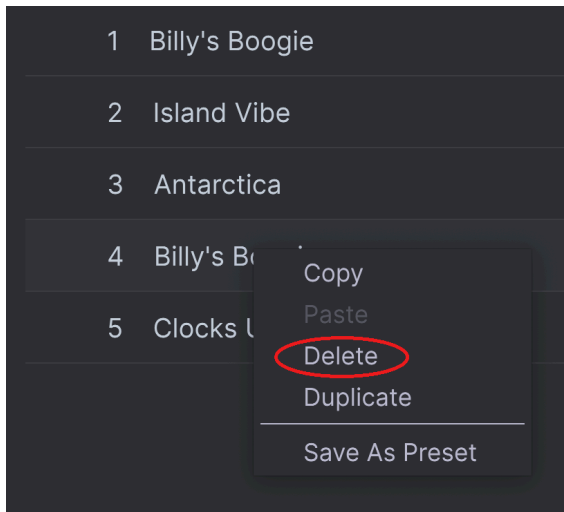 1 Billy's Boogie
2 Island Vibe
3 Antarctica
4 Billy's
5 Clocks
Copy
Paste
Delete
Duplicate
Save As Preset